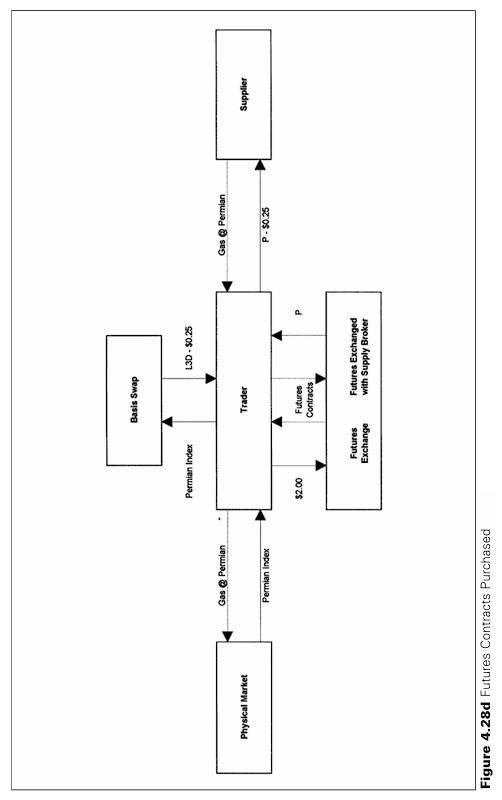 Supplier
Gas @ Permian
P - $0.25
Basis Swap
L3D - $0.25
Permian Index
Trader
P
Futures
Contracts
$2.00
Futures
Exchange
Futures Exchanged
with Supply Broker
Gas @ Permian
Permian Index
Physical Market
Figure 4.28d Futures Contracts Purchased